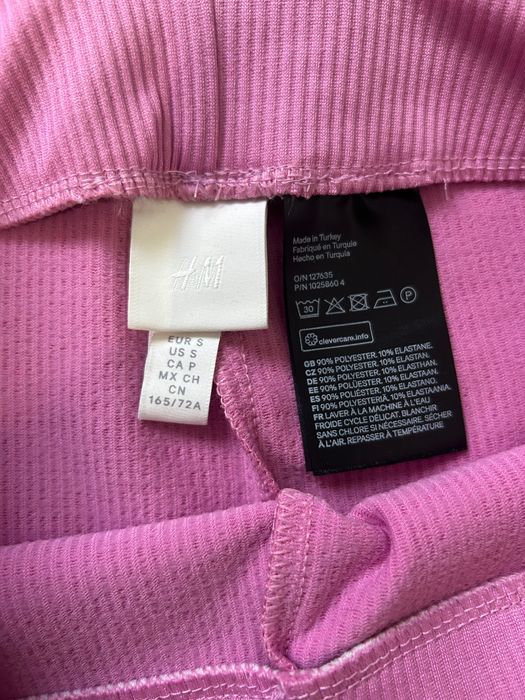 H&M
EUR S
US S
CA P
MX CH
CN
165/72A
Made in Turkey
Fabriqué en Turquie
Hecho en Turquía
O/N 127635
P/N 1025860 4
30
P
clevercare.info
GB 90% POLYESTER. 10% ELASTANE.
CZ 90% POLYESTER. 10% ELASTAN.
DE 90% POLYESTER. 10% ELASTHAN.
EE 90% POLÜESTER. 10% ELASTAAN.
ES 90% POLIÉSTER. 10% ELASTANO.
FI 90% POLYESTERIÄ. 10% ELASTAANIA.
FR LAVER À LA MACHINE À L'EAU
FROIDE CYCLE DÉLICAT. BLANCHIR
SANS CHLORE SI NÉCESSAIRE. SÉCHER
À L'AIR. REPASSER À TEMPÉRATURE